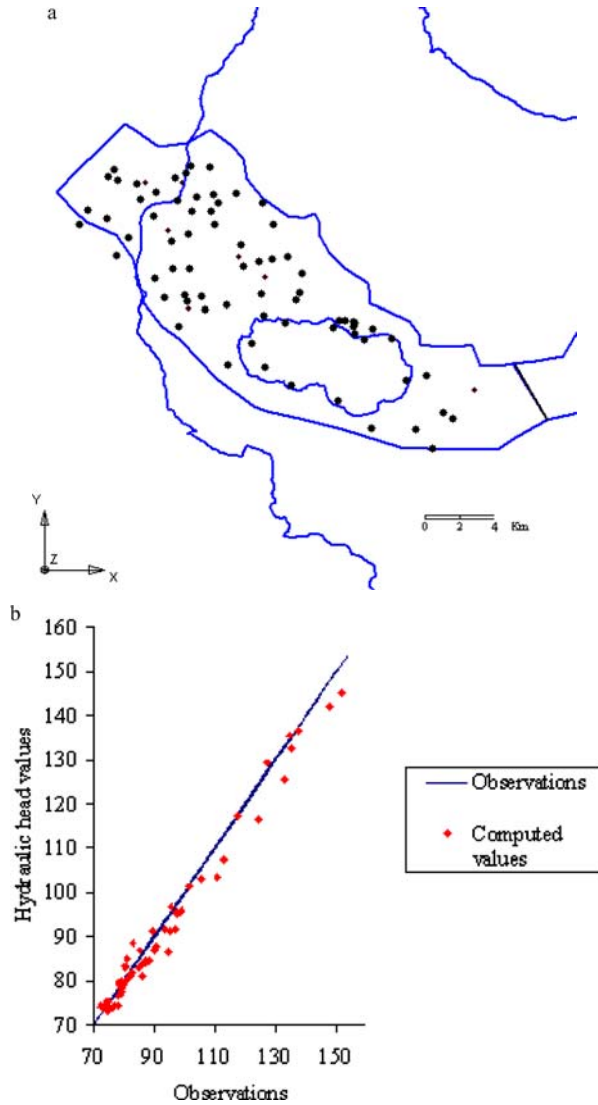 a
Y
Z
X
0 2 4 Km
b
Hydraulic head values
160
150
140
130
120
110
100
90
80
70
70 90 110 130 150
Observations
Observations
Computed
values